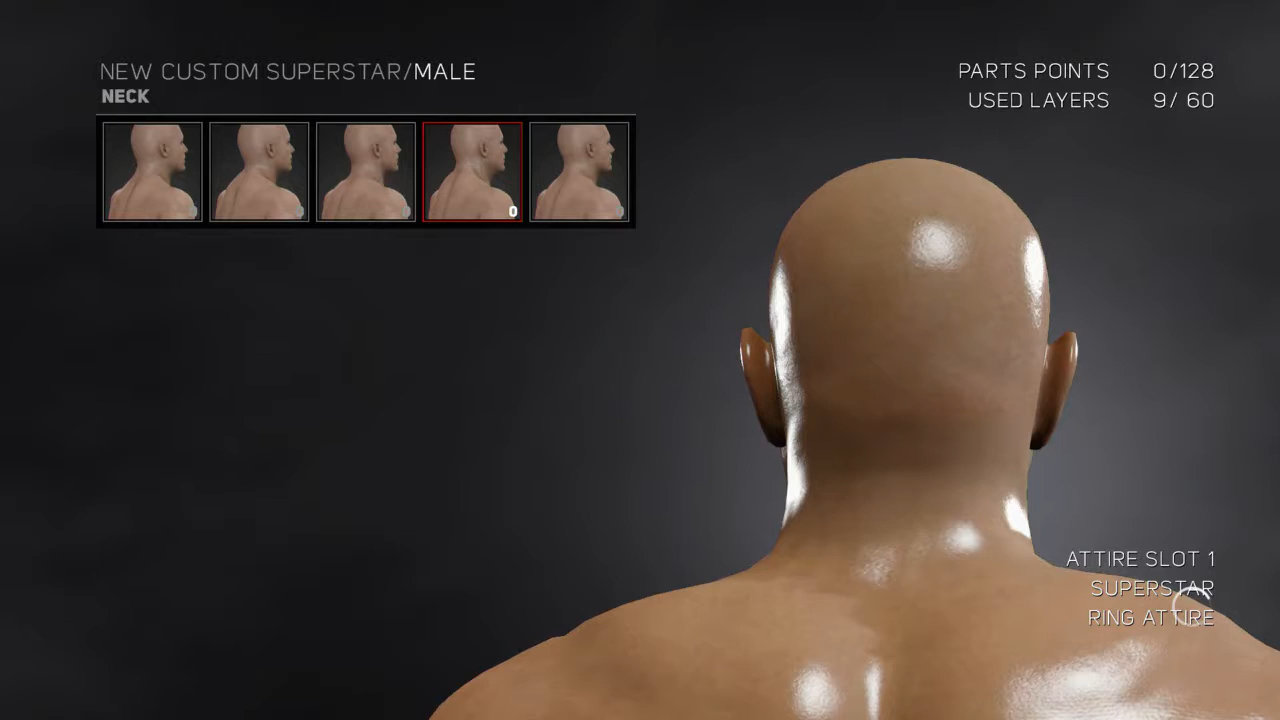 NEW CUSTOM SUPERSTAR/MALE
NECK
PARTS POINTS 0/128
USED LAYERS 9/ 60
0
ATTIRE SLOT 1
SUPERSTAR
RING ATTIRE